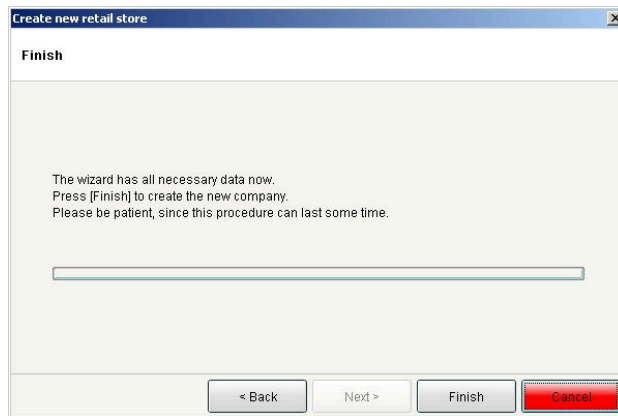 Create new retail store
Finish
The wizard has all necessary data now.
Press [Finish] to create the new company.
Please be patient, since this procedure can last some time.
< Back
Next >
Finish
Cancel